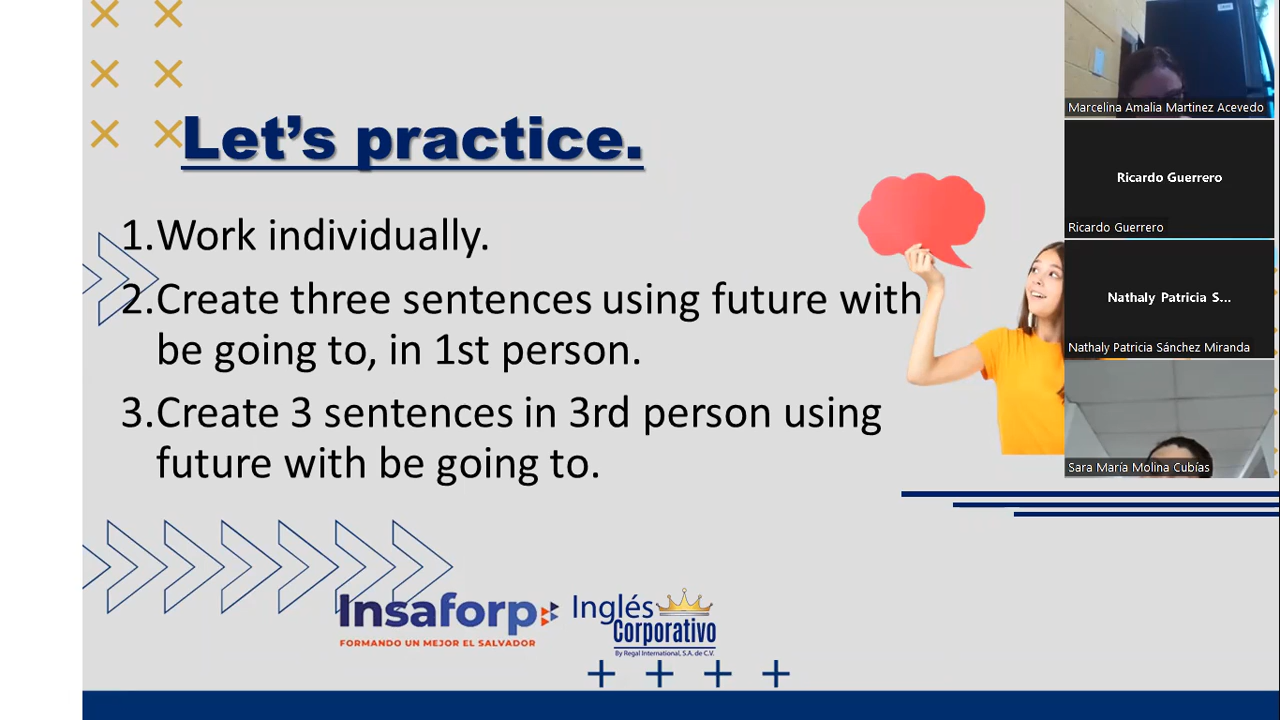 Let's practice.
1.Work individually.
2.Create three sentences using future with
be going to, in 1st person.
3.Create 3 sentences in 3rd person using
future with be going to.
Insaforp
FORMANDO UN MEJOR EL SALVADOR
Inglés
Corporativo
By Regal International, S.A. de C.V.
Marcelina Amalia Martinez Acevedo
Ricardo Guerrero
Ricardo Guerrero
Nathaly Patricia S...
Nathaly Patricia Sánchez Miranda
Sara María Molina Cubías